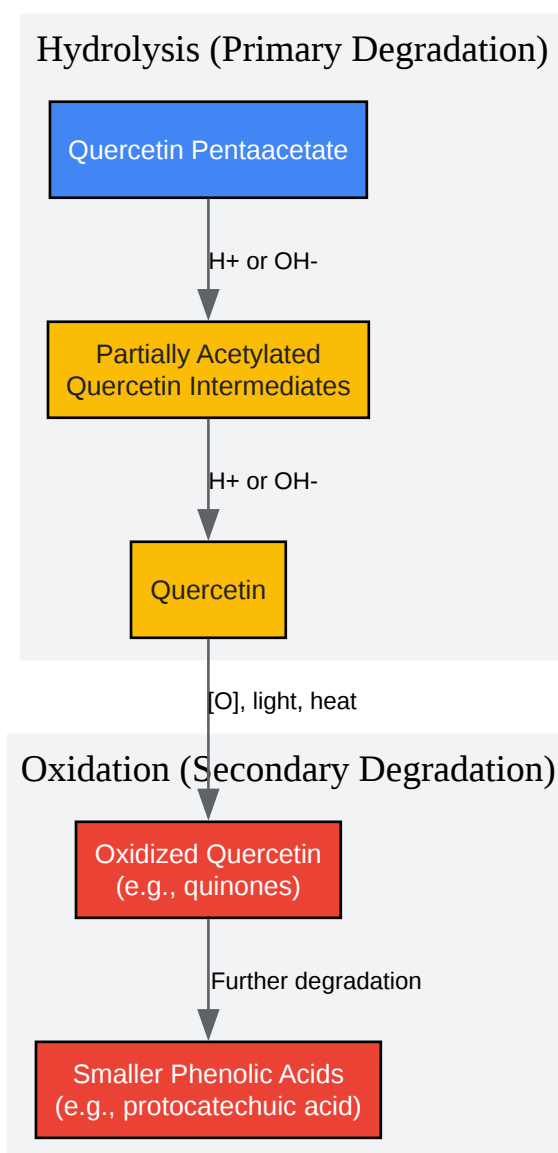 Hydrolysis (Primary Degradation)
Quercetin Pentaacetate
H+ or OH-
Partially Acetylated
Quercetin Intermediates
H+ or OH-
Quercetin
[O], light, heat
Oxidation (Secondary Degradation)
Oxidized Quercetin
(e.g., quinones)
Further degradation
Smaller Phenolic Acids
(e.g., protocatechuic acid)